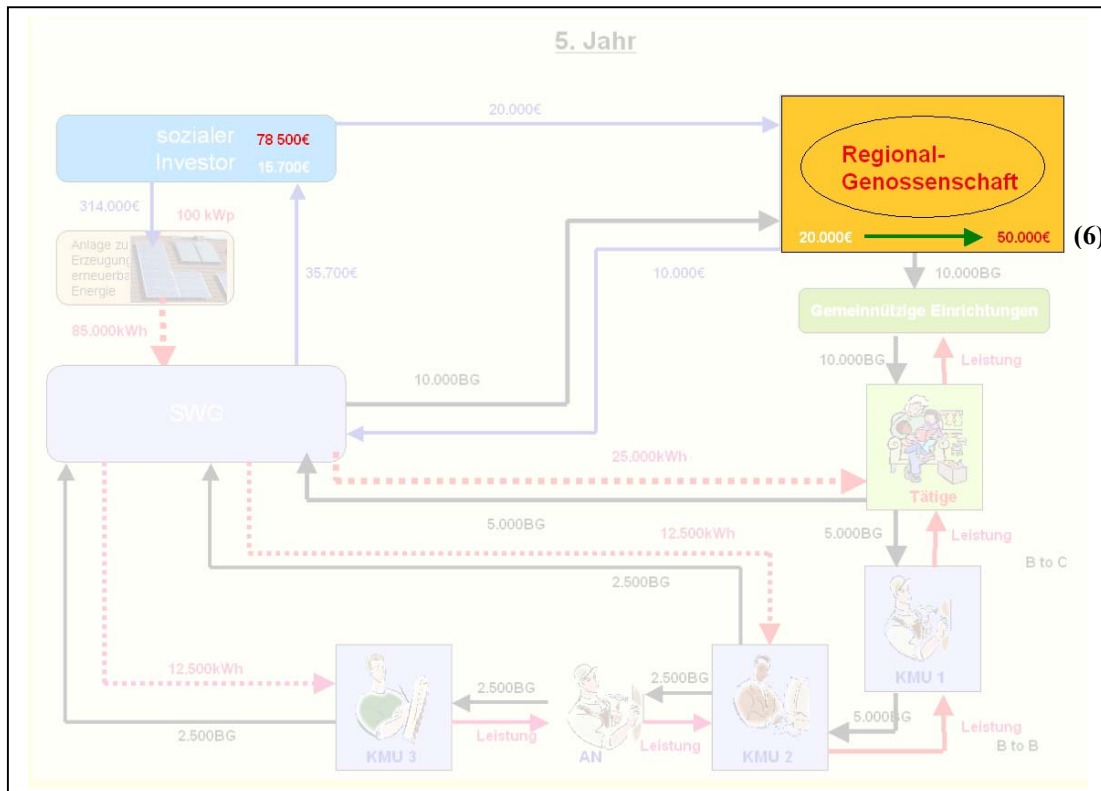 5. Jahr
20.000€
sozialer 78 500€
Investor 15.700€
Regional-
Genossenschaft
20.000€ 50.000€ (6)
314.000€
100 kWp
Anlage zu
Erzeugung
erneuerba
Energie
35.700€
10.000€
10.000BG
Gemeinnützige Einrichtungen
85.000kWh
10.000BG
Leistung
10.000BG
SWG
25.000kWh
Tätige
5.000BG
12.500kWh
5.000BG
Leistung
B to C
2.500BG
12.500kWh
KMU 1
2.500BG
2.500BG
5.000BG
Leistung
2.500BG
Leistung
Leistung
B to B
KMU 3
AN
KMU 2